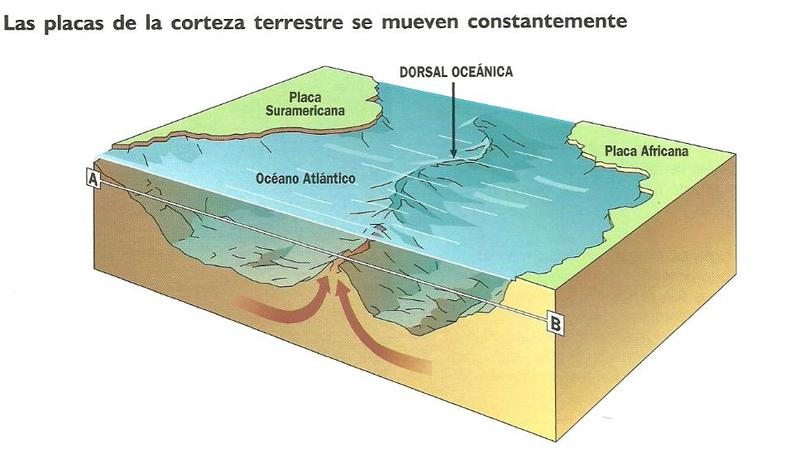 Las placas de la corteza terrestre se mueven constantemente
DORSAL OCEÁNICA
Placa
Suramericana
Placa Africana
Océano Atlántico
A
B